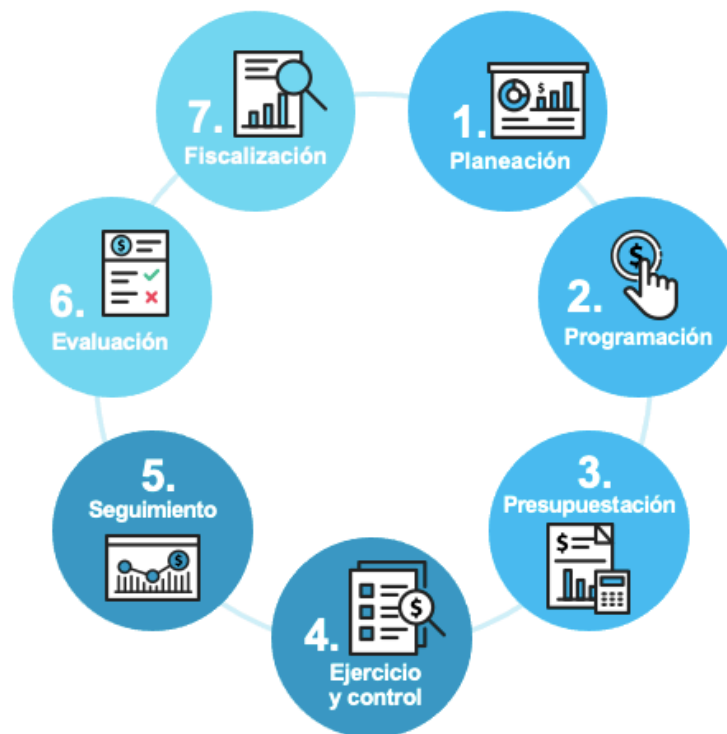 1.
Planeación
2.
Programación
3.
Presupuestación
4.
Ejercicio
y control
5.
Seguimiento
6.
Evaluación
7.
Fiscalización